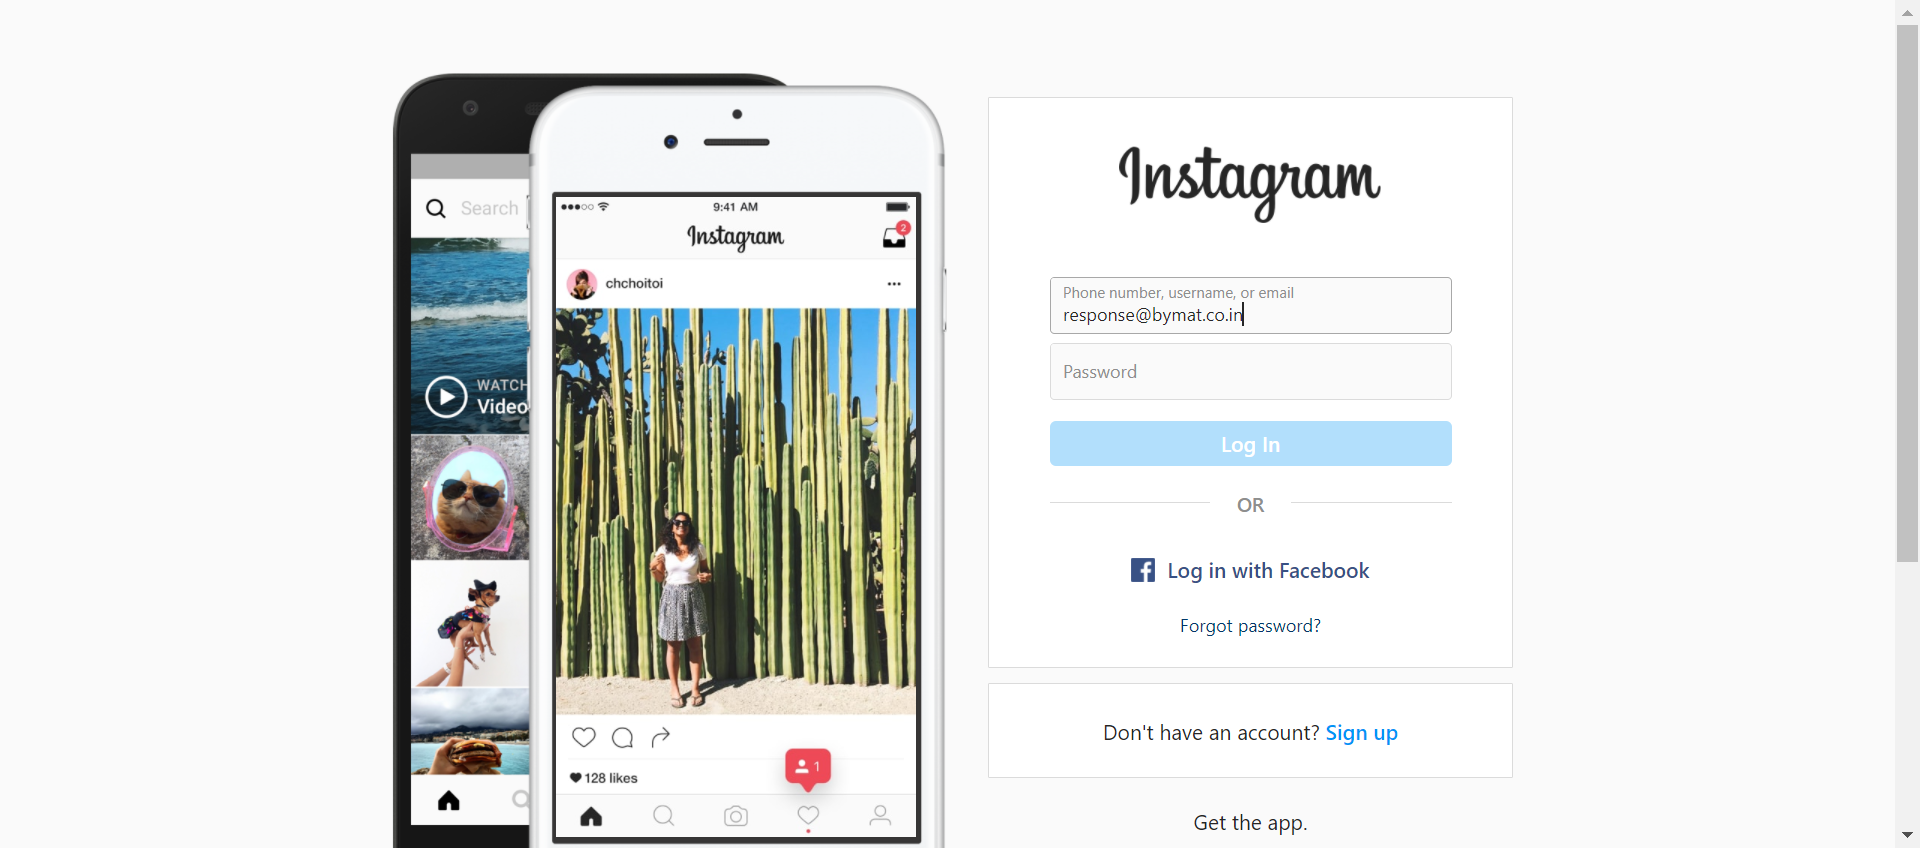 Search
WATCH
Video
9:41 AM
Instagram
2
chchoitoi
1
128 likes
Instagram
Phone number, username, or email
response@bymat.co.in
Password
Log In
OR
Log in with Facebook
Forgot password?
Don't have an account? Sign up
Get the app.